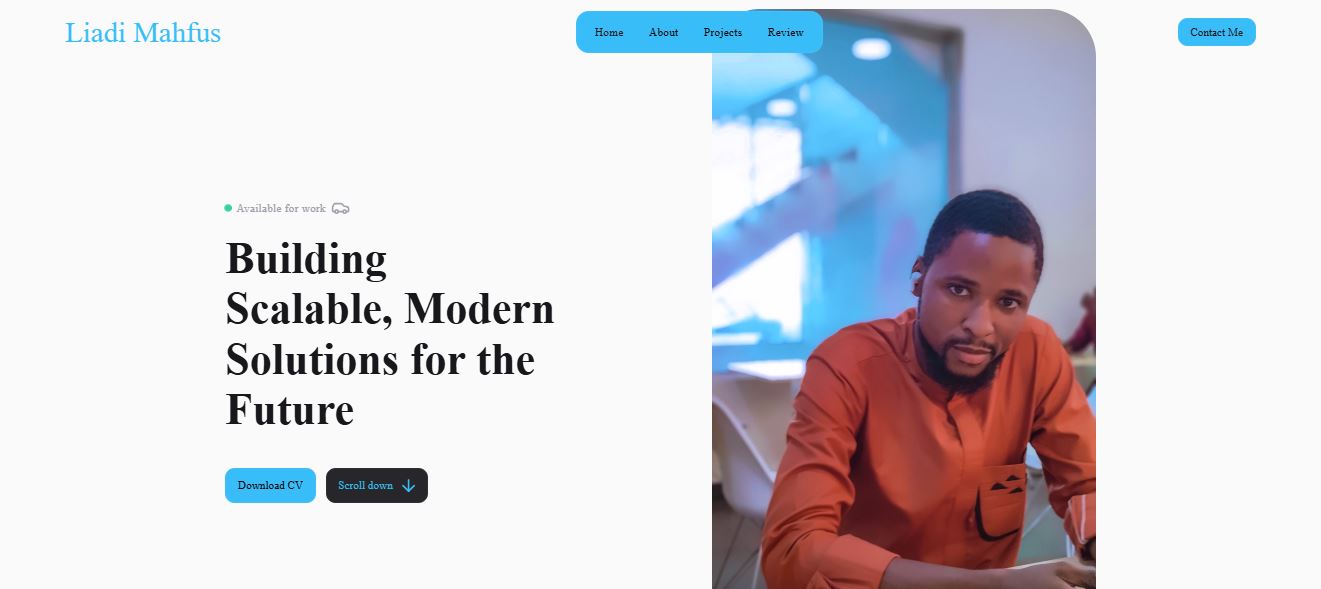 Liadi Mahfus
Home About Projects Review
Contact Me
Available for work
Building
Scalable, Modern
Solutions for the
Future
Download CV
Scroll down